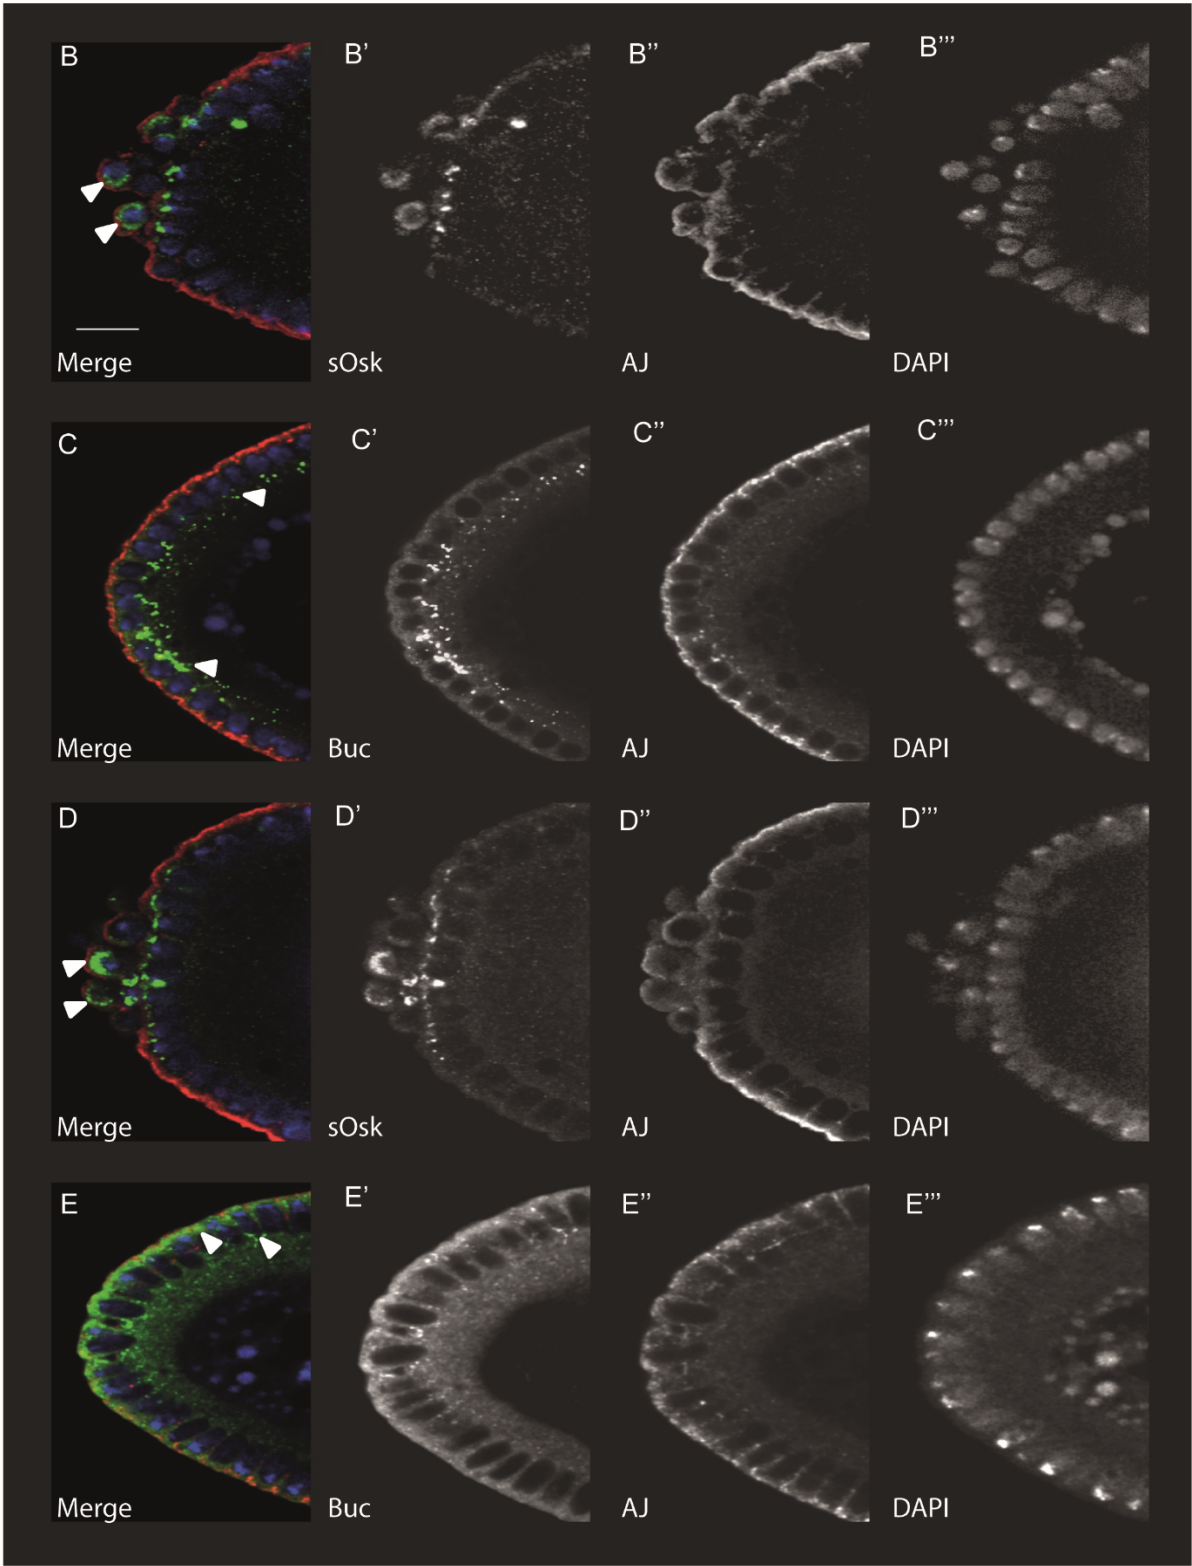 B B’ B’’ B’’’
Merge sOsk AJ DAPI
C C’ C’’ C’’’
Merge Buc AJ DAPI
D D’ D’’ D’’’
Merge sOsk AJ DAPI
E E’ E’’ E’’’
Merge Buc AJ DAPI